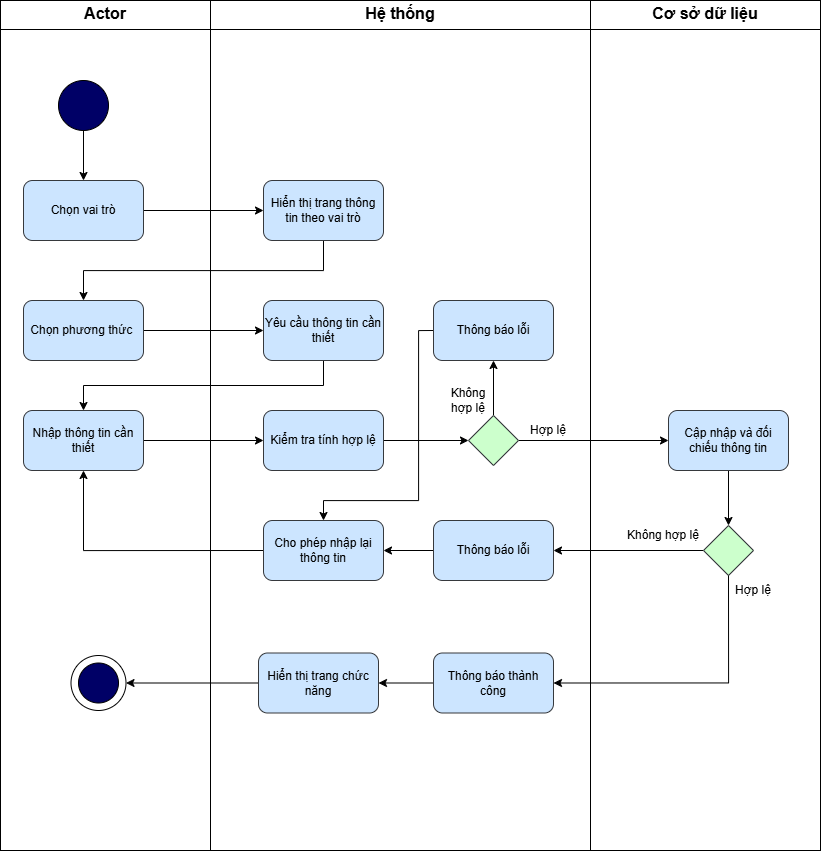 Actor
Hệ thống
Cơ sở dữ liệu
Chọn vai trò
Hiển thị trang thông
tin theo vai trò
Chọn phương thức
Yêu cầu thông tin cần
thiết
Thông báo lỗi
Không
hợp lệ
Nhập thông tin cần
thiết
Kiểm tra tính hợp lệ
Hợp lệ
Cập nhập và đối
chiếu thông tin
Cho phép nhập lại
thông tin
Thông báo lỗi
Không hợp lệ
Hợp lệ
Hiển thị trang chức
năng
Thông báo thành
công